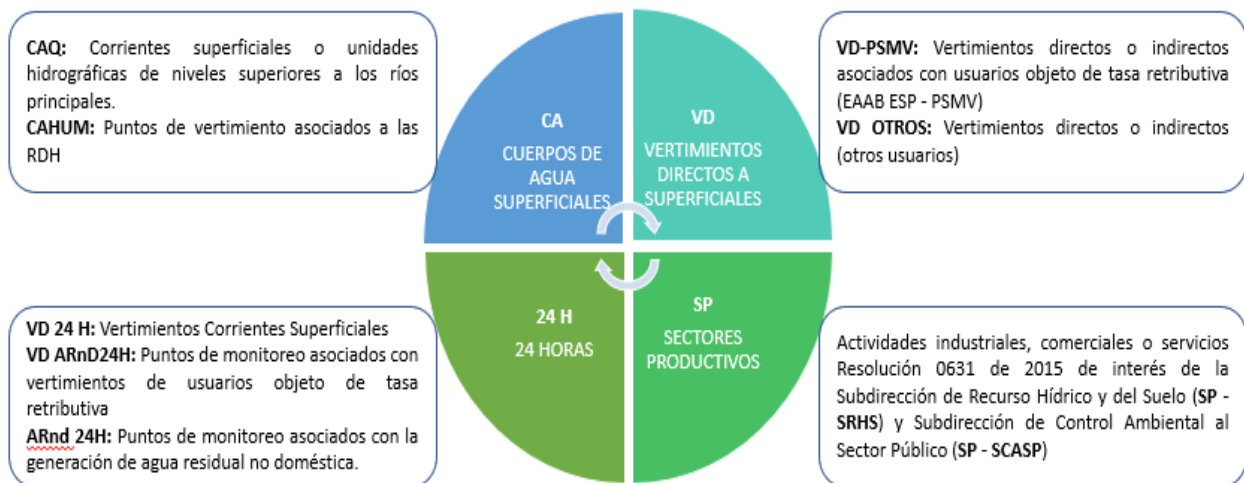 CAQ: Corrientes superficiales o unidades
hidrográficas de niveles superiores a los ríos
principales.
CAHUM: Puntos de vertimiento asociados a las
RDH
CA
CUERPOS DE
AGUA
SUPERFICIALES
VD
VERTIMIENTOS
DIRECTOS A
SUPERFICIALES
VD-PSMV: Vertimientos directos o indirectos
asociados con usuarios objeto de tasa retributiva
(EAAB ESP - PSMV)
VD OTROS: Vertimientos directos o indirectos
(otros usuarios)
VD 24 H: Vertimientos Corrientes Superficiales
VD ARnD24H: Puntos de monitoreo asociados con
vertimientos de usuarios objeto de tasa
retributiva
ARnd 24H: Puntos de monitoreo asociados con la
generación de agua residual no doméstica.
24 H
24 HORAS
SP
SECTORES
PRODUCTIVOS
Actividades industriales, comerciales o servicios
Resolución 0631 de 2015 de interés de la
Subdirección de Recurso Hídrico y del Suelo (SP -
SRHS) y Subdirección de Control Ambiental al
Sector Público (SP - SCASP)